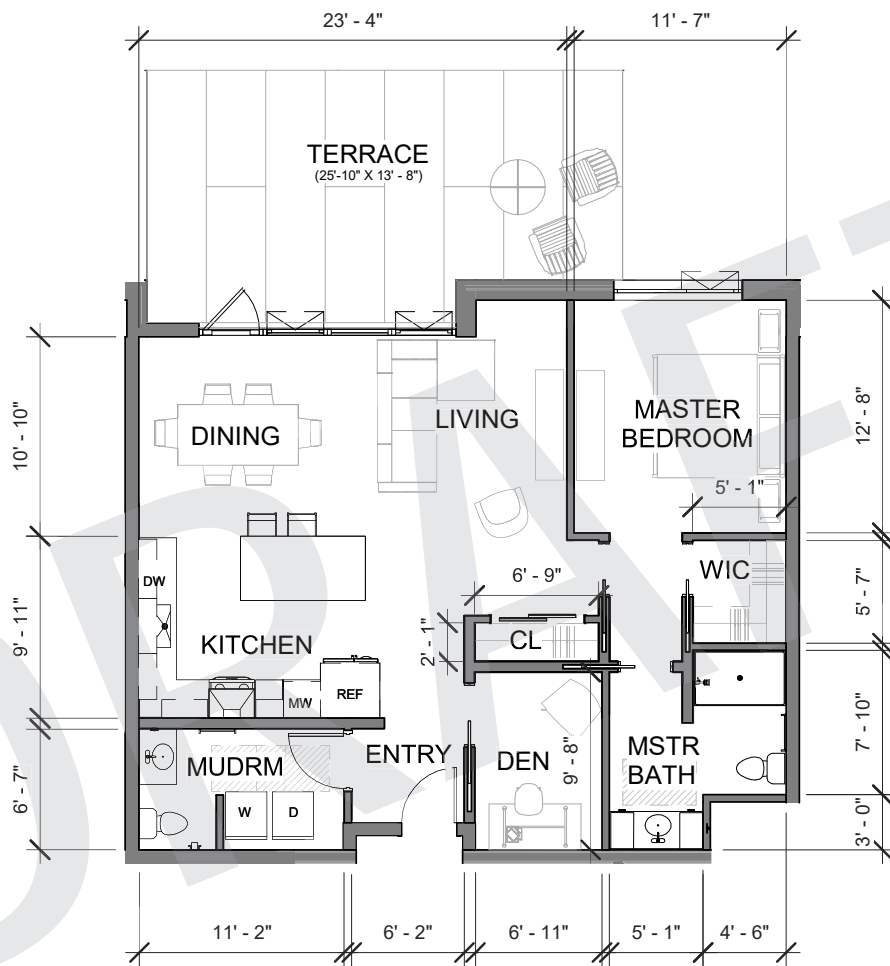 23' - 4"
11' - 7"
TERRACE
(25'-10" X 13' - 8")
10' - 10"
DINING
LIVING
MASTER
BEDROOM
12' - 8"
5' - 1"
DW
6' - 9"
WIC
5' - 7"
9' - 11"
KITCHEN
2' - 1"
CL
MW
REF
MUDRM
ENTRY
DEN
9' - 8"
MSTR
BATH
7' - 10"
6' - 7"
W
D
3' - 0"
11' - 2"
6' - 2"
6' - 11"
5' - 1"
4' - 6"
DRAFT